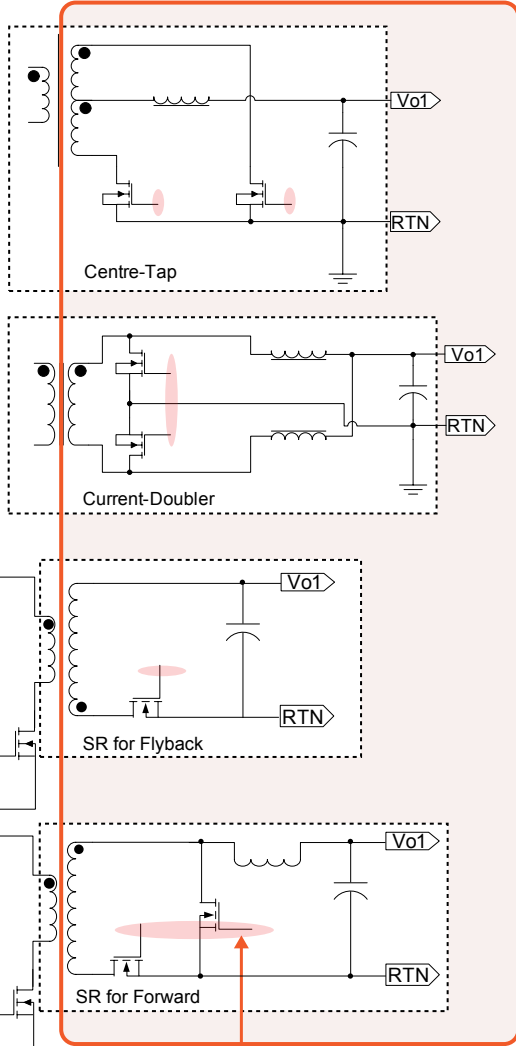 Vo1
RTN
Centre-Tap
Vo1
RTN
Current-Doubler
Vo1
RTN
SR for Flyback
Vo1
RTN
SR for Forward